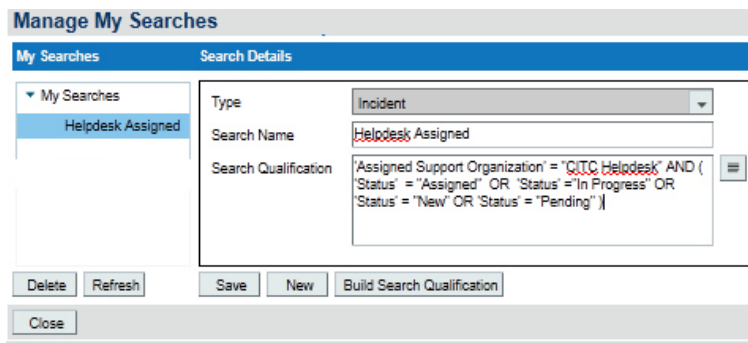 Manage My Searches
My Searches
Search Details
My Searches
Helpdesk Assigned
Type
Incident
Search Name
Helpdesk Assigned
Search Qualification
'Assigned Support Organization' = "CITC Helpdesk" AND (
'Status'  = "Assigned"  OR  'Status' ="In Progress" OR
'Status' = "New" OR 'Status' = "Pending" )
Delete
Refresh
Save
New
Build Search Qualification
Close